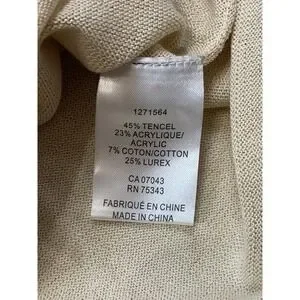 1271564
45% TENCEL
23% ACRYLIQUE/
ACRYLIC
7% COTON/COTTON
25% LUREX
CA 07043
RN 75343
FABRIQUÉ EN CHINE
MADE IN CHINA